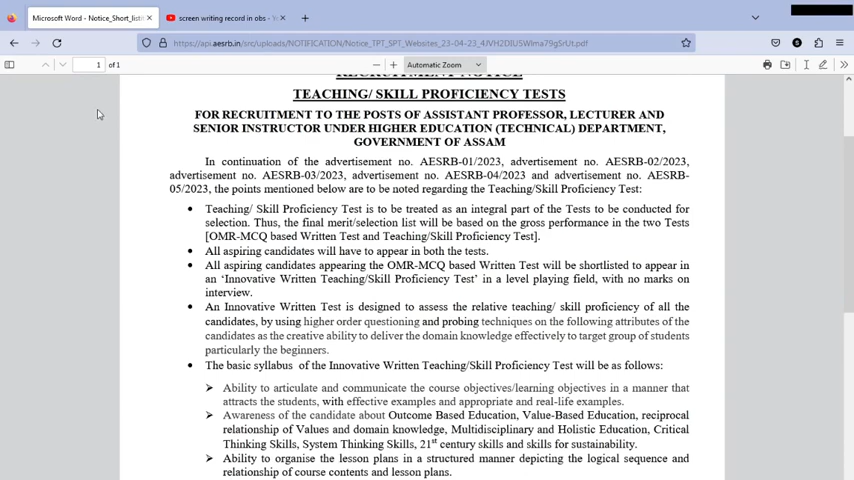 Microsoft Word - Notice_Short_listi
screen writing record in obs - Yo
https://api.aesrb.in/src/uploads/NOTIFICATION/Notice_TPT_SPT_Websites_23-04-23_4/VH2DIU5Wlma79gSrUt.pdf
1 of 1
Automatic Zoom
RECRUITMENT NOTICE
TEACHING/ SKILL PROFICIENCY TESTS
FOR RECRUITMENT TO THE POSTS OF ASSISTANT PROFESSOR, LECTURER AND
SENIOR INSTRUCTOR UNDER HIGHER EDUCATION (TECHNICAL) DEPARTMENT,
GOVERNMENT OF ASSAM
In continuation of the advertisement no. AESRB-01/2023, advertisement no. AESRB-02/2023,
advertisement no. AESRB-03/2023, advertisement no. AESRB-04/2023 and advertisement no. AESRB-
05/2023, the points mentioned below are to be noted regarding the Teaching/Skill Proficiency Test:
• Teaching/ Skill Proficiency Test is to be treated as an integral part of the Tests to be conducted for
selection. Thus, the final merit/selection list will be based on the gross performance in the two Tests
[OMR-MCQ based Written Test and Teaching/Skill Proficiency Test].
• All aspiring candidates will have to appear in both the tests.
• All aspiring candidates appearing the OMR-MCQ based Written Test will be shortlisted to appear in
an ‘Innovative Written Teaching/Skill Proficiency Test’ in a level playing field, with no marks on
interview.
• An Innovative Written Test is designed to assess the relative teaching/ skill proficiency of all the
candidates, by using higher order questioning and probing techniques on the following attributes of the
candidates as the creative ability to deliver the domain knowledge effectively to target group of students
particularly the beginners.
• The basic syllabus of the Innovative Written Teaching/Skill Proficiency Test will be as follows:
➢ Ability to articulate and communicate the course objectives/learning objectives in a manner that
attracts the students, with effective examples and appropriate and real-life examples.
➢ Awareness of the candidate about Outcome Based Education, Value-Based Education, reciprocal
relationship of Values and domain knowledge, Multidisciplinary and Holistic Education, Critical
Thinking Skills, System Thinking Skills, 21st century skills and skills for sustainability.
➢ Ability to organise the lesson plans in a structured manner depicting the logical sequence and
relationship of course contents and lesson plans.